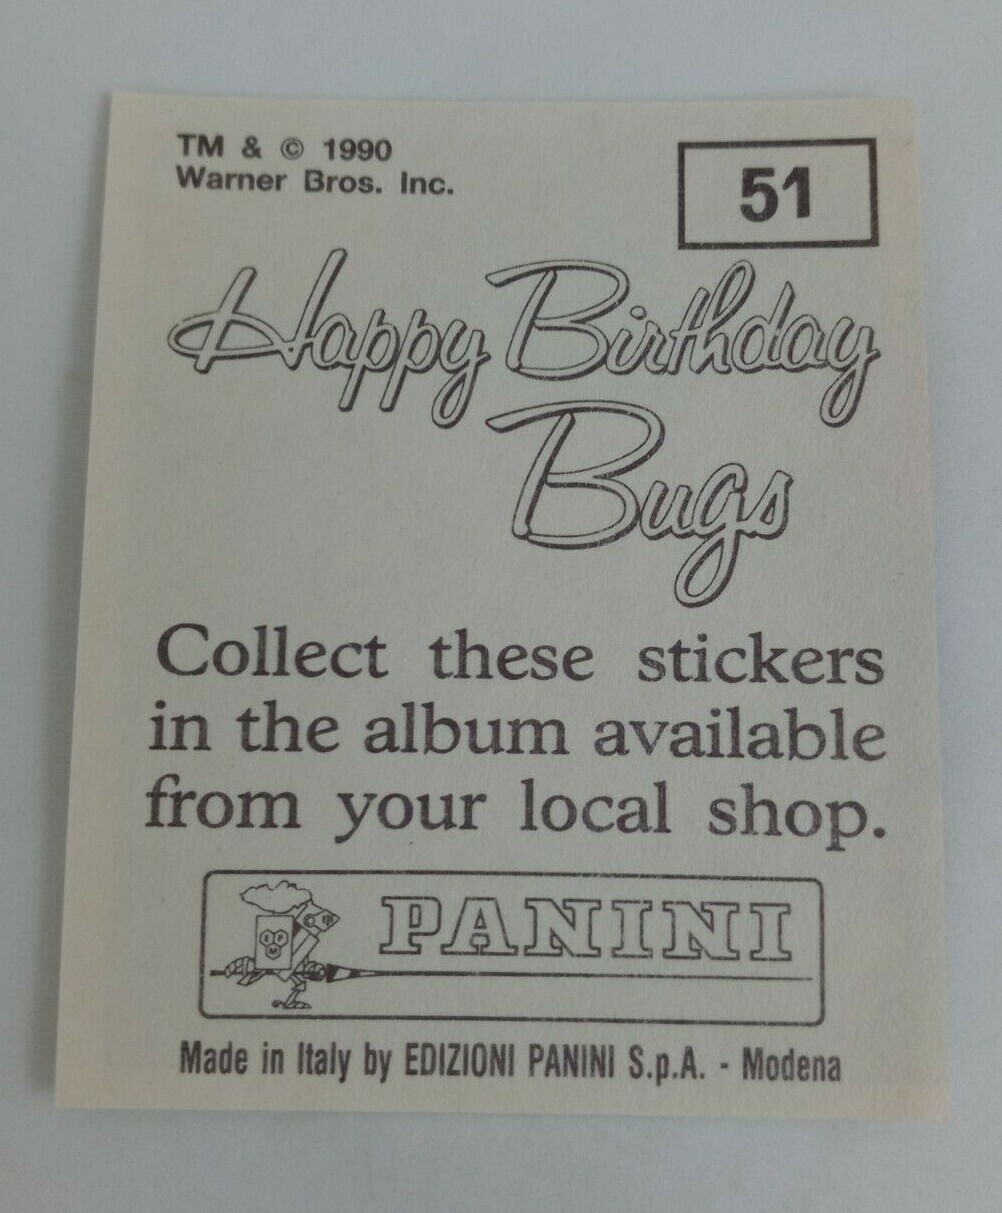 TM & © 1990
Warner Bros. Inc.
51
Happy Birthday
Bugs
Collect these stickers
in the album available
from your local shop.
E P
M
PANINI
Made in Italy by EDIZIONI PANINI S.p.A. - Modena